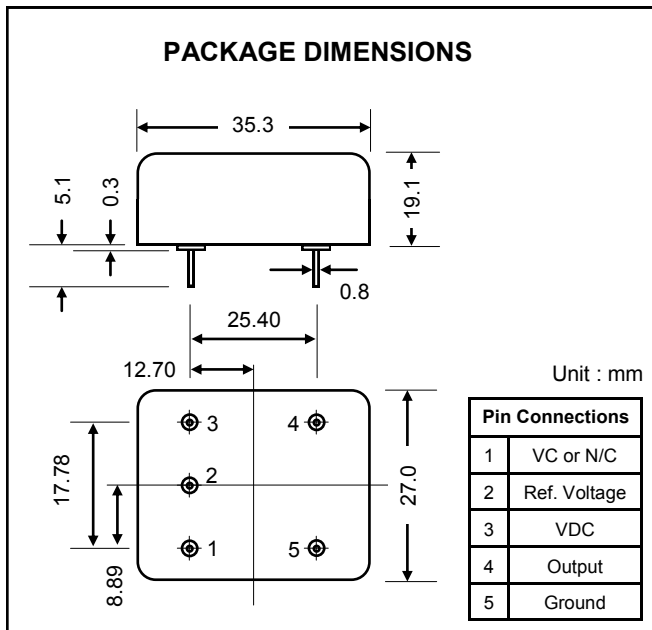 PACKAGE DIMENSIONS
35.3
5.1
0.3
19.1
0.8
25.40
12.70
Unit : mm
3
4
2
1
5
17.78
8.89
27.0
Pin Connections
1 VC or N/C
2 Ref. Voltage
3 VDC
4 Output
5 Ground